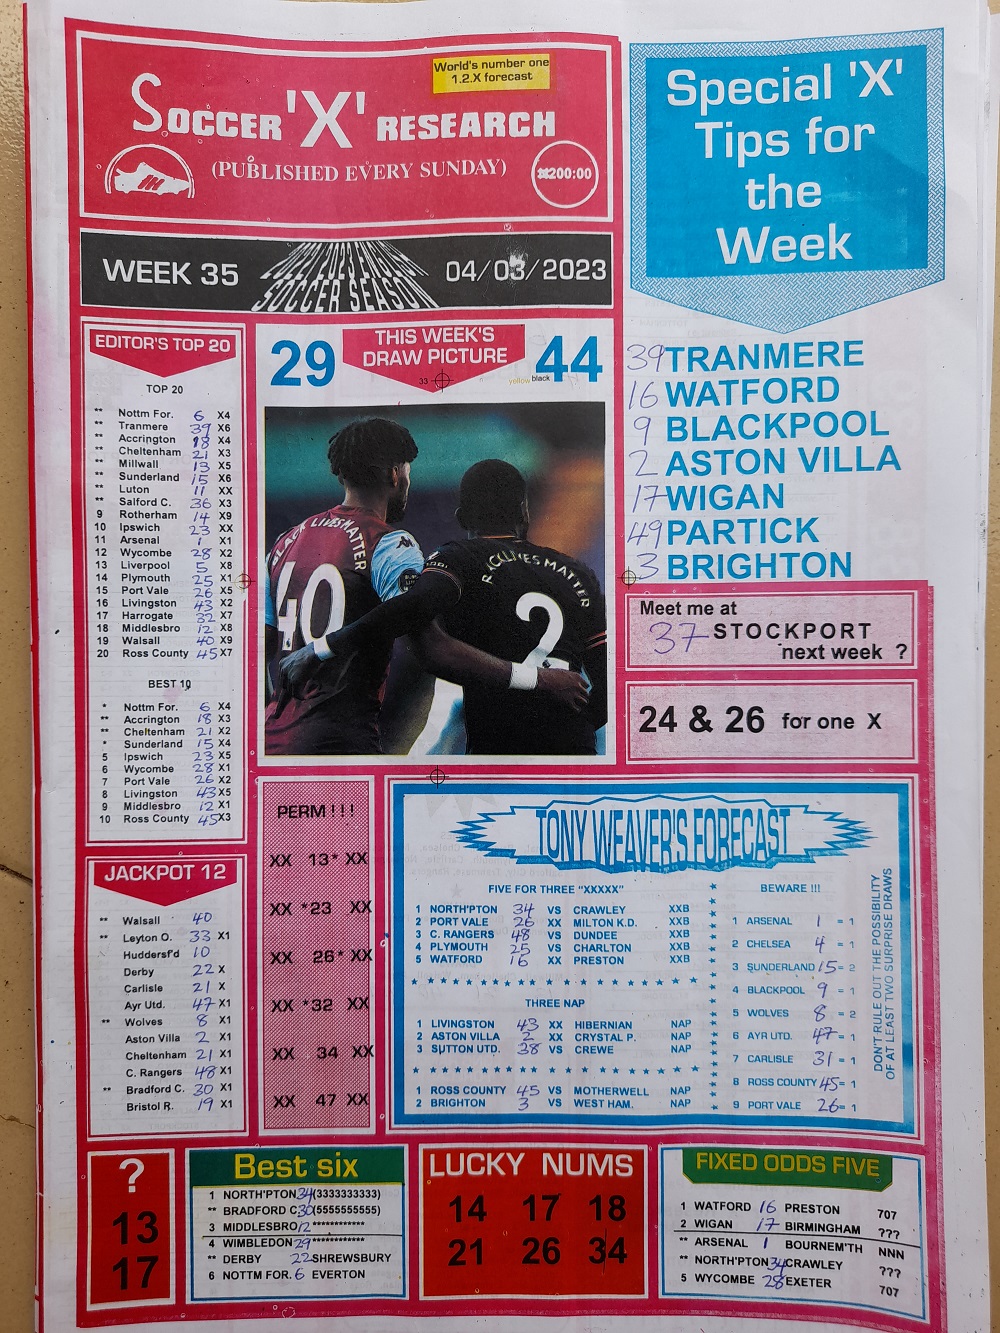 World's number one
1.2.X forecast
SOCCER 'X' RESEARCH
(PUBLISHED EVERY SUNDAY)
₦200:00
WEEK 35
SOCCER SEASON
04/03/2023
Special 'X'
Tips for
the
Week
EDITOR'S TOP 20
TOP 20
** Nottm For. 6 X4
** Tranmere 39 X6
** Accrington 18 X4
** Cheltenham 21 X3
** Millwall 13 X5
** Sunderland 15 X6
** Luton 11 XX
** Salford C. 36 X3
9 Rotherham 14 X9
10 Ipswich 23 XX
11 Arsenal 1 X1
12 Wycombe 28 X2
13 Liverpool 5 X8
14 Plymouth 25 X1
15 Port Vale 26 X5
16 Livingston 43 X2
17 Harrogate 32 X7
18 Middlesbro 12 X8
19 Walsall 40 X9
20 Ross County 45 X7
BEST 10
* Nottm For. 6 X4
** Accrington 18 X3
** Cheltenham 21 X2
* Sunderland 15 X4
5 Ipswich 23 X5
6 Wycombe 28 X1
7 Port Vale 26 X2
8 Livingston 43 X5
9 Middlesbro 12 X1
10 Ross County 45 X3
29
THIS WEEK'S
DRAW PICTURE
33
yellow black
44
BLACK LIVES MATTER
40
2
39 TRANMERE
16 WATFORD
9 BLACKPOOL
2 ASTON VILLA
17 WIGAN
49 PARTICK
3 BRIGHTON
Meet me at
37 STOCKPORT
next week ?
24 & 26 for one X
JACKPOT 12
** Walsall 40
** Leyton O. 33 X1
Huddersf'd 10
Derby 22 X
Carlisle 21 X
Ayr Utd. 47 X1
** Wolves 8 X1
Aston Villa 2 X1
Cheltenham 21 X1
C. Rangers 48 X1
** Bradford C. 30 X1
Bristol R. 19 X1
PERM !!!
XX 13* XX
XX *23 XX
XX 26* XX
XX *32 XX
XX 34 XX
XX 47 XX
TONY WEAVER'S FORECAST
FIVE FOR THREE "XXXXX"
1 NORTH'PTON 34 VS CRAWLEY XXB
2 PORT VALE 26 XX MILTON K.D. XXB
3 C. RANGERS 48 VS DUNDEE XXB
4 PLYMOUTH 25 VS CHARLTON XXB
5 WATFORD 16 XX PRESTON XXB
THREE NAP
1 LIVINGSTON 43 XX HIBERNIAN NAP
2 ASTON VILLA 2 XX CRYSTAL P. NAP
3 SUTTON UTD. 38 VS CREWE NAP
1 ROSS COUNTY 45 VS MOTHERWELL NAP
2 BRIGHTON 3 VS WEST HAM. NAP
BEWARE !!!
1 ARSENAL 1 = 1
2 CHELSEA 4 = 1
3 SUNDERLAND 15 = 2
4 BLACKPOOL 9 = 1
5 WOLVES 8 = 2
6 AYR UTD. 47 = 1
7 CARLISLE 31 = 1
8 ROSS COUNTY 45 = 1
9 PORT VALE 26 = 1
DON'T RULE OUT THE POSSIBILITY
OF AT LEAST TWO SURPRISE DRAWS
?
13
17
Best six
1 NORTH'PTON 34 (3333333333)
** BRADFORD C. 30 (5555555555)
3 MIDDLESBRO 12 ************
4 WIMBLEDON 29 ************
** DERBY 22 SHREWSBURY
6 NOTTM FOR. 6 EVERTON
LUCKY NUMS
14 17 18
21 26 34
FIXED ODDS FIVE
1 WATFORD 16 PRESTON 707
2 WIGAN 17 BIRMINGHAM ???
** ARSENAL 1 BOURNEM'TH NNN
** NORTH'PTON 34 CRAWLEY ???
5 WYCOMBE 28 EXETER 707